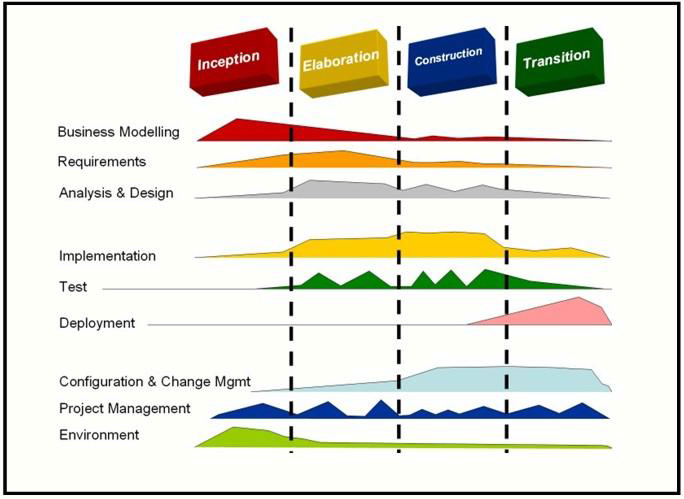 Inception
Elaboration
Construction
Transition
Business Modelling
Requirements
Analysis & Design
Implementation
Test
Deployment
Configuration & Change Mgmt
Project Management
Environment